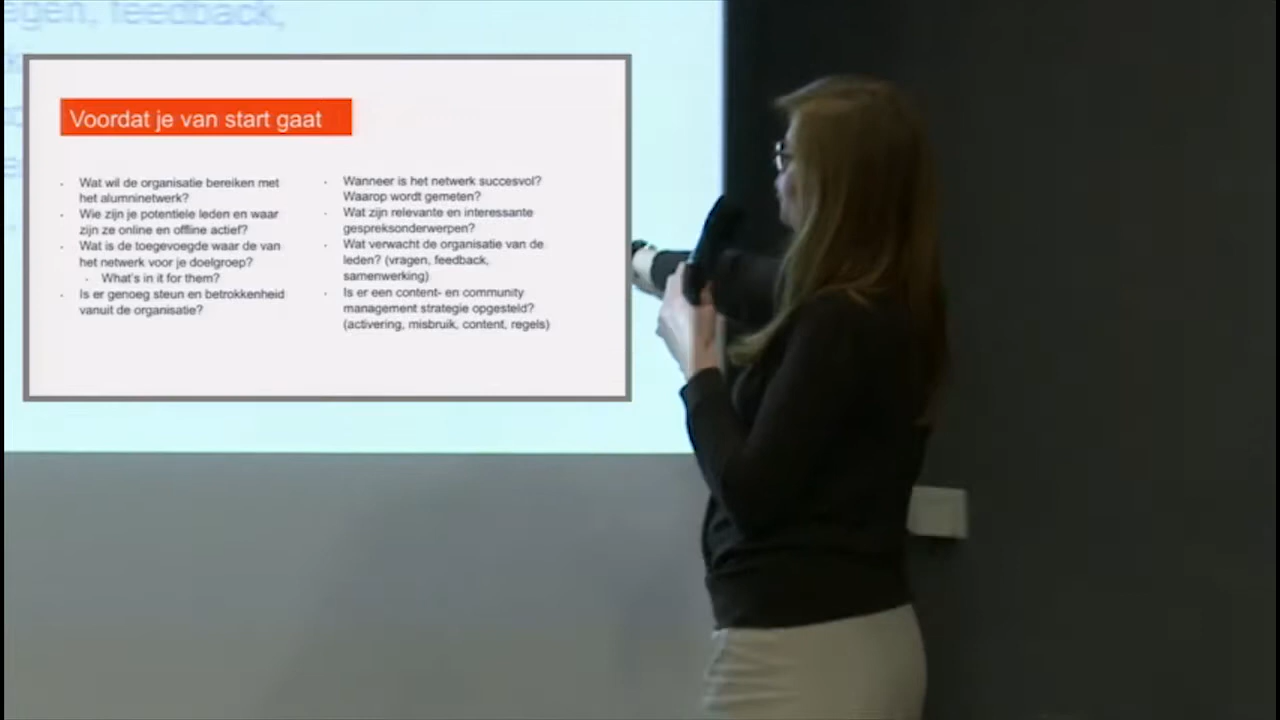 egen, feedback,
Voordat je van start gaat
· Wat wil de organisatie bereiken met
het alumninetwerk?
· Wie zijn je potentiele leden en waar
zijn ze online en offline actief?
· Wat is de toegevoegde waar de van
het netwerk voor je doelgroep?
· What's in it for them?
· Is er genoeg steun en betrokkenheid
vanuit de organisatie?
· Wanneer is het netwerk succesvol?
Waarop wordt gemeten?
· Wat zijn relevante en interessante
gespreksonderwerpen?
· Wat verwacht de organisatie van de
leden? (vragen, feedback,
samenwerking)
· Is er een content- en community
management strategie opgesteld?
(activering, misbruik, content, regels)